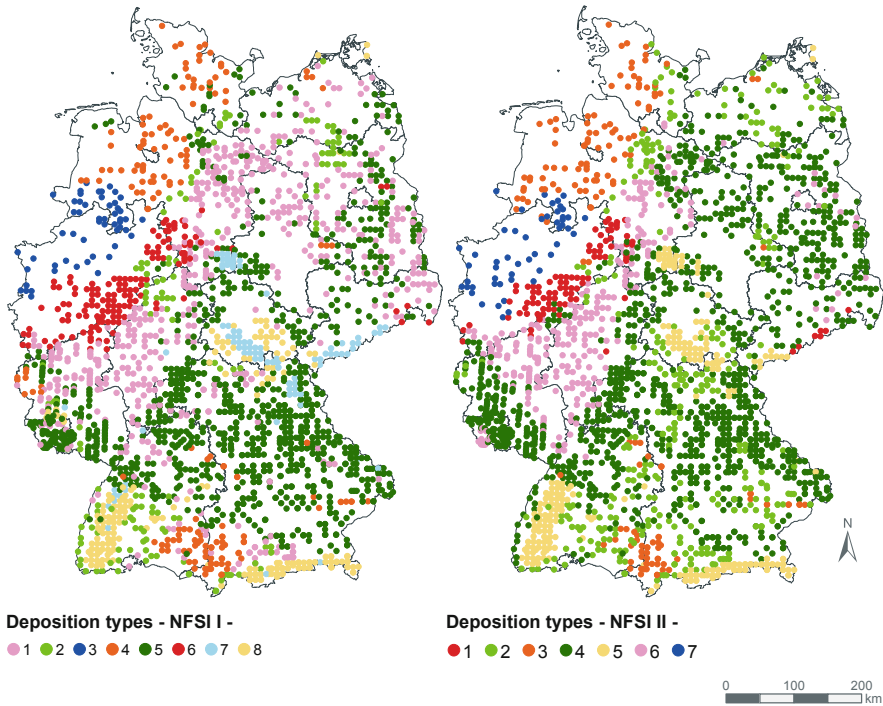 N
Deposition types - NFSI I -
1 2 3 4 5 6 7 8
Deposition types - NFSI II -
1 2 3 4 5 6 7
0 100 200
km